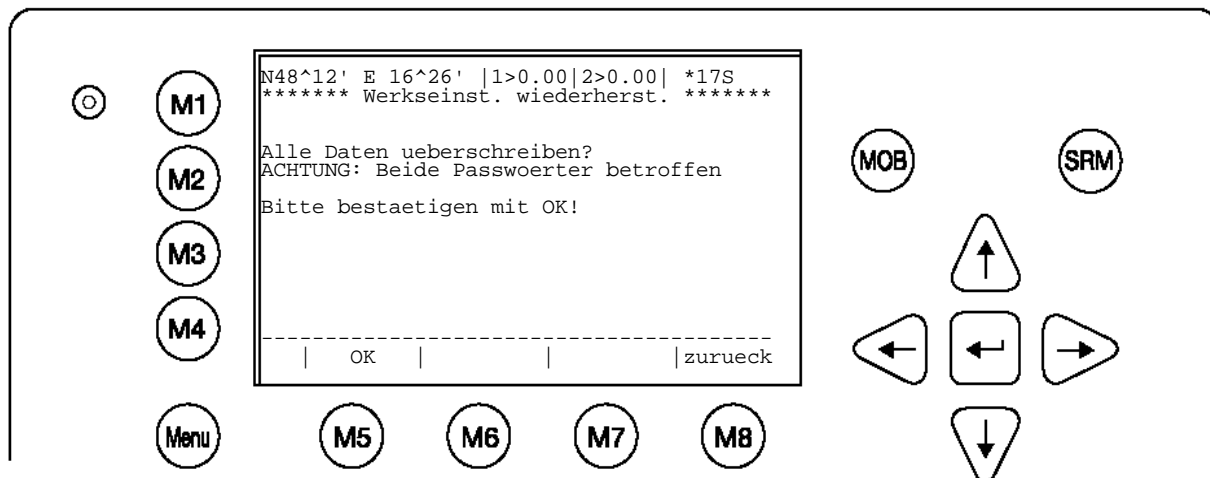 N48^12' E 16^26' |1>0.00|2>0.00| *17S
******* Werkseinst. wiederherst. *******
Alle Daten ueberschreiben?
ACHTUNG: Beide Passwoerter betroffen
Bitte bestaetigen mit OK!
----------------------------------------
| OK | | |zurueck
M1
M2
M3
M4
Menu
M5
M6
M7
M8
MOB
SRM